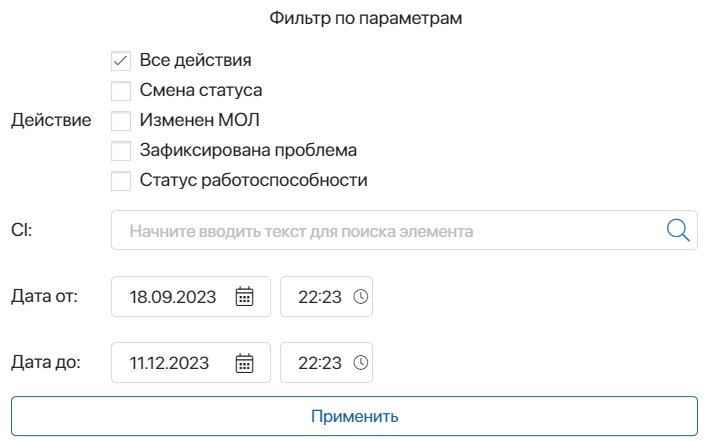 Фильтр по параметрам
Все действия
Смена статуса
Действие
Изменен МОЛ
Зафиксирована проблема
Статус работоспособности
CI:
Начните вводить текст для поиска элемента
Дата от:
18.09.2023
22:23
Дата до:
11.12.2023
22:23
Применить